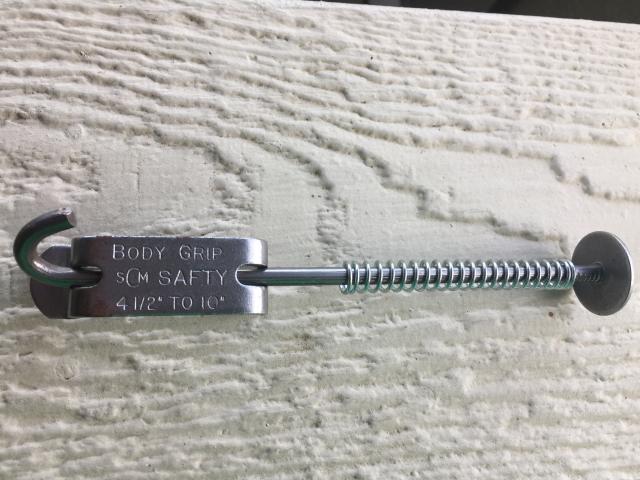 BODY GRIP
SCM SAFTY
4 1/2" TO 10"